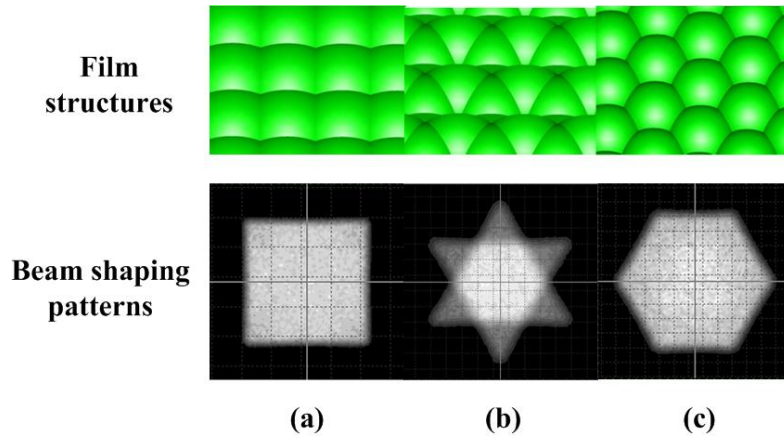 Film
structures
Beam shaping
patterns
(a)
(b)
(c)